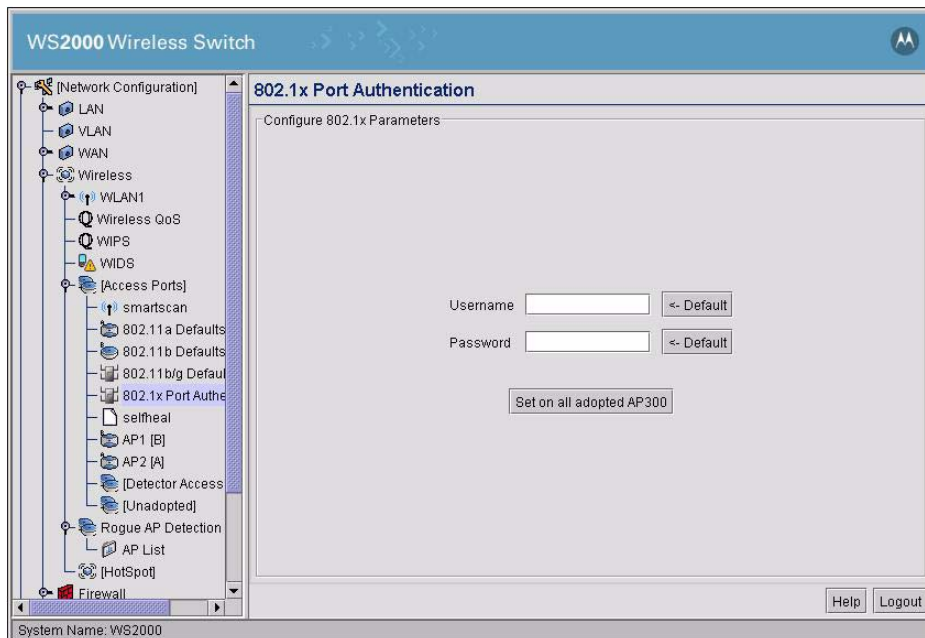 WS2000 Wireless Switch
[Network Configuration]
LAN
VLAN
WAN
Wireless
WLAN1
Wireless QoS
WIPS
WIDS
[Access Ports]
smartscan
802.11a Defaults
802.11b Defaults
802.11b/g Defaul
802.1x Port Authe
selfheal
AP1 [B]
AP2 [A]
[Detector Access
[Unadopted]
Rogue AP Detection
AP List
[HotSpot]
Firewall
802.1x Port Authentication
Configure 802.1x Parameters
Username
<- Default
Password
<- Default
Set on all adopted AP300
Help
Logout
System Name: WS2000